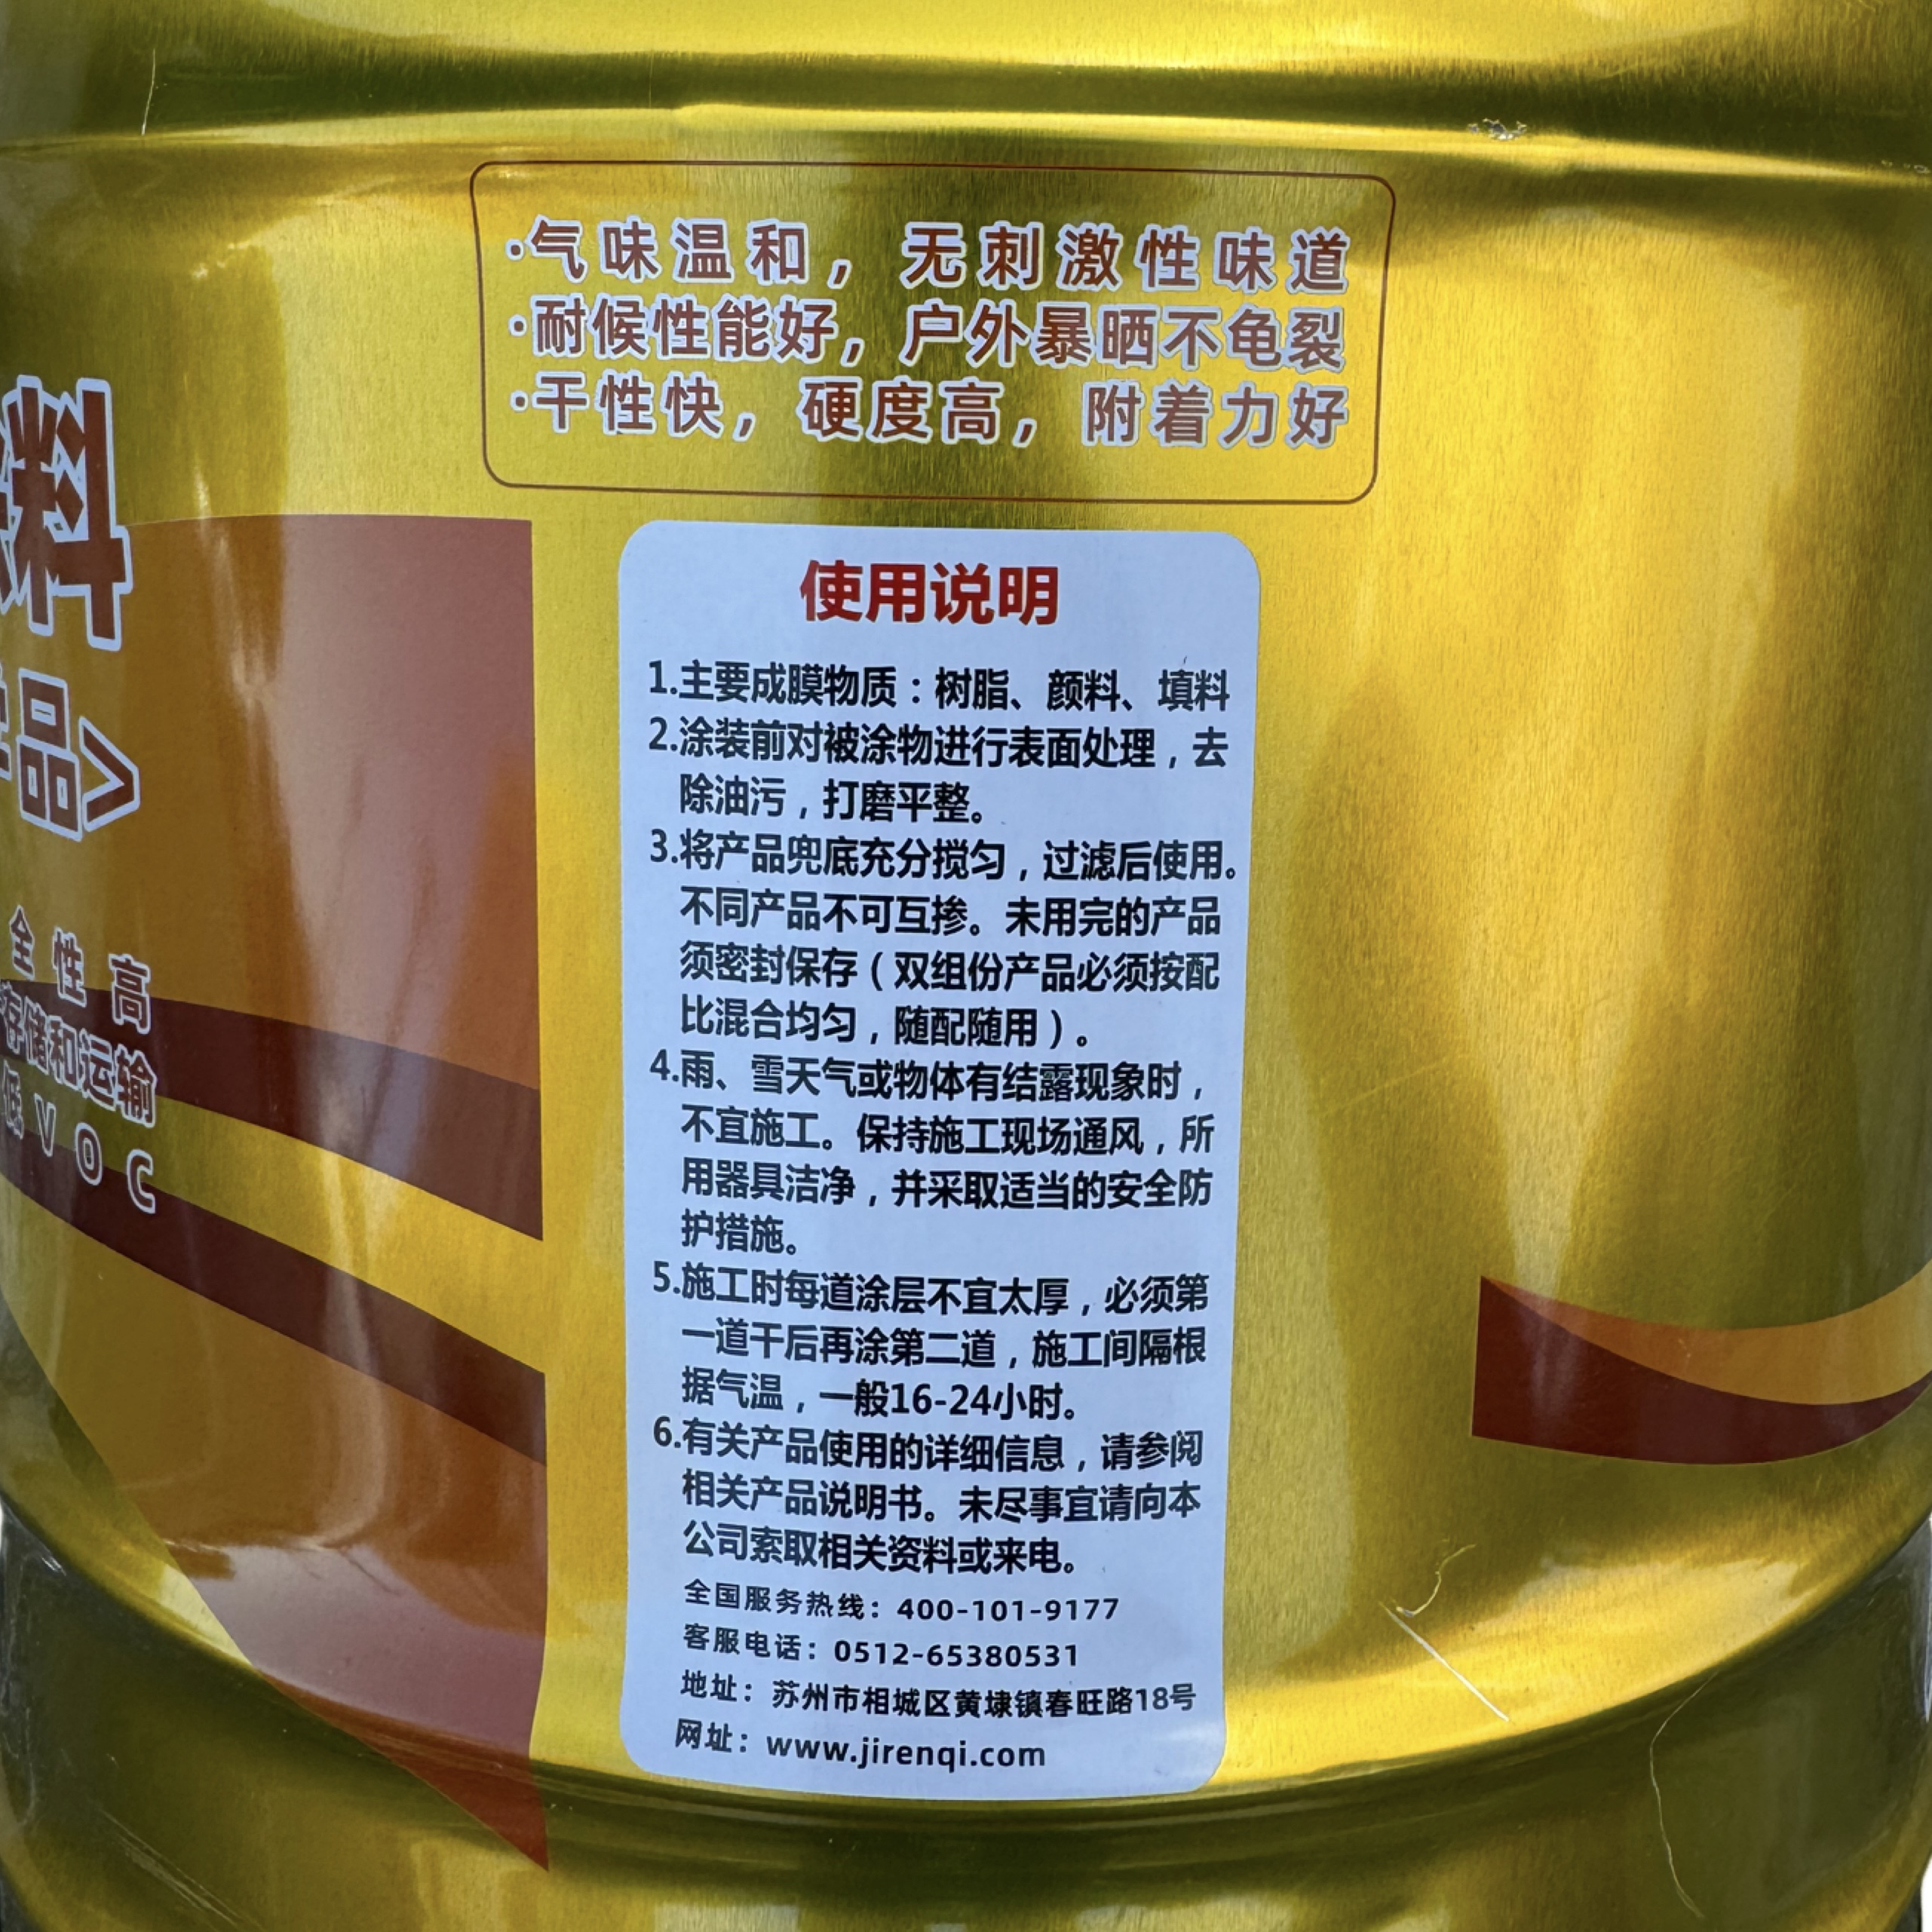 ·气味温和，无刺激性味道
·耐候性能好，户外暴晒不龟裂
·干性快，硬度高，附着力好
品
全性高
存储和运输
低VOC
使用说明
1.主要成膜物质：树脂、颜料、填料
2.涂装前对被涂物进行表面处理，去
除油污，打磨平整。
3.将产品兜底充分搅匀，过滤后使用。
不同产品不可互掺。未用完的产品
须密封保存（双组份产品必须按配
比混合均匀，随配随用）。
4.雨、雪天气或物体有结露现象时，
不宜施工。保持施工现场通风，所
用器具洁净，并采取适当的安全防
护措施。
5.施工时每道涂层不宜太厚，必须第
一道干后再涂第二道，施工间隔根
据气温，一般16-24小时。
6.有关产品使用的详细信息，请参阅
相关产品说明书。未尽事宜请向本
公司索取相关资料或来电。
全国服务热线：400-101-9177
客服电话：0512-65380531
地址：苏州市相城区黄埭镇春旺路18号
网址：www.jirenqi.com